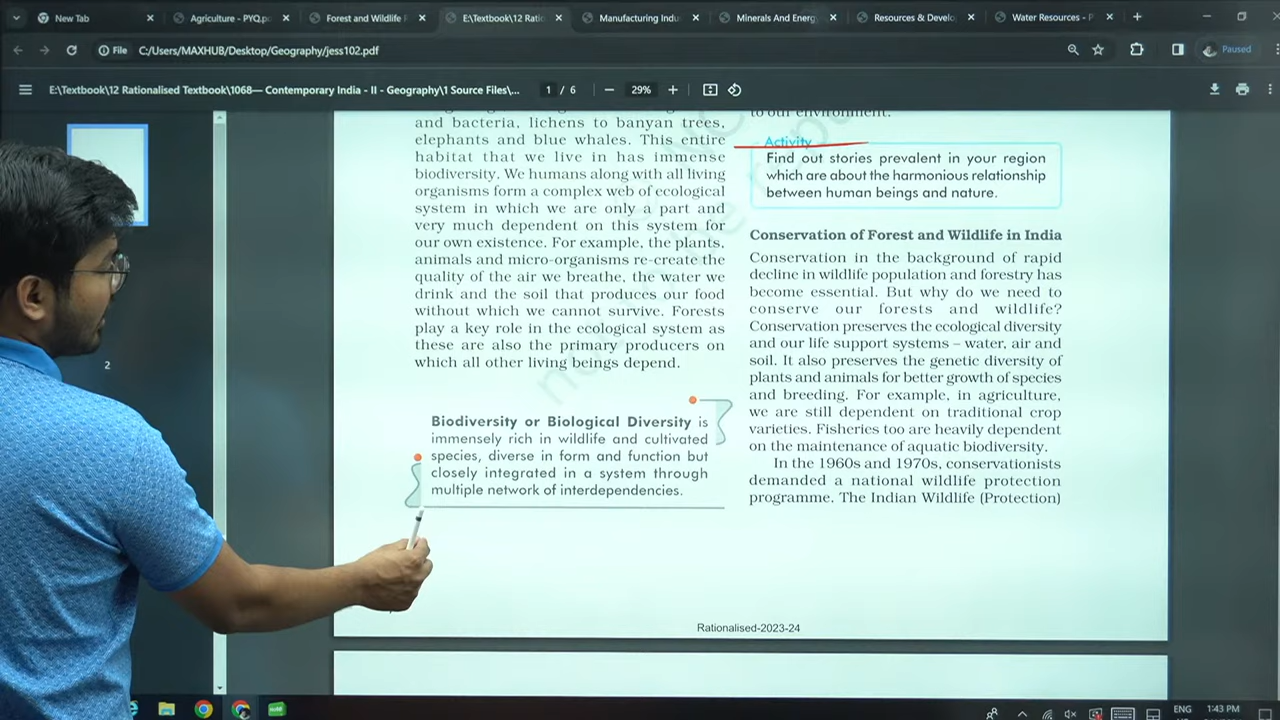 New Tab
Agriculture - PYQ.p
Forest and Wildlife
E:\Textbook\12 Ratio
Manufacturing Indu
Minerals And Energ
Resources & Develo
Water Resources - P
File
C:/Users/MAXHUB/Desktop/Geography/jess102.pdf
Paused
E:\Textbook\12 Rationalised Textbook\1068— Contemporary India - II - Geography\1 Source Files\...
1 / 6
29%
2
and bacteria, lichens to banyan trees,
elephants and blue whales. This entire
habitat that we live in has immense
biodiversity. We humans along with all living
organisms form a complex web of ecological
system in which we are only a part and
very much dependent on this system for
our own existence. For example, the plants,
animals and micro-organisms re-create the
quality of the air we breathe, the water we
drink and the soil that produces our food
without which we cannot survive. Forests
play a key role in the ecological system as
these are also the primary producers on
which all other living beings depend.
Biodiversity or Biological Diversity is
immensely rich in wildlife and cultivated
species, diverse in form and function but
closely integrated in a system through
multiple network of interdependencies.
to our environment.
Activity
Find out stories prevalent in your region
which are about the harmonious relationship
between human beings and nature.
Conservation of Forest and Wildlife in India
Conservation in the background of rapid
decline in wildlife population and forestry has
become essential. But why do we need to
conserve our forests and wildlife?
Conservation preserves the ecological diversity
and our life support systems – water, air and
soil. It also preserves the genetic diversity of
plants and animals for better growth of species
and breeding. For example, in agriculture,
we are still dependent on traditional crop
varieties. Fisheries too are heavily dependent
on the maintenance of aquatic biodiversity.
In the 1960s and 1970s, conservationists
demanded a national wildlife protection
programme. The Indian Wildlife (Protection)
Rationalised-2023-24
ENG
1:43 PM